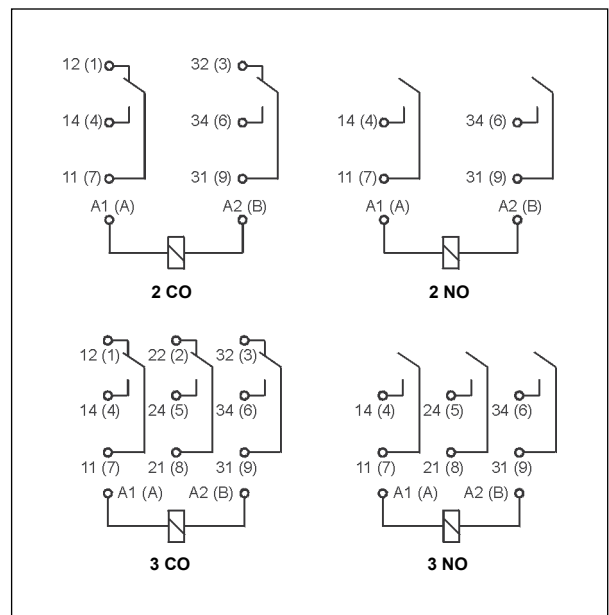 12 (1) 32 (3)
14 (4) 34 (6) 14 (4) 34 (6)
11 (7) 31 (9) 11 (7) 31 (9)
A1 (A) A2 (B) A1 (A) A2 (B)
2 CO 2 NO
12 (1) 22 (2) 32 (3)
14 (4) 24 (5) 34 (6) 14 (4) 24 (5) 34 (6)
11 (7) 21 (8) 31 (9) 11 (7) 21 (8) 31 (9)
A1 (A) A2 (B) A1 (A) A2 (B)
3 CO 3 NO